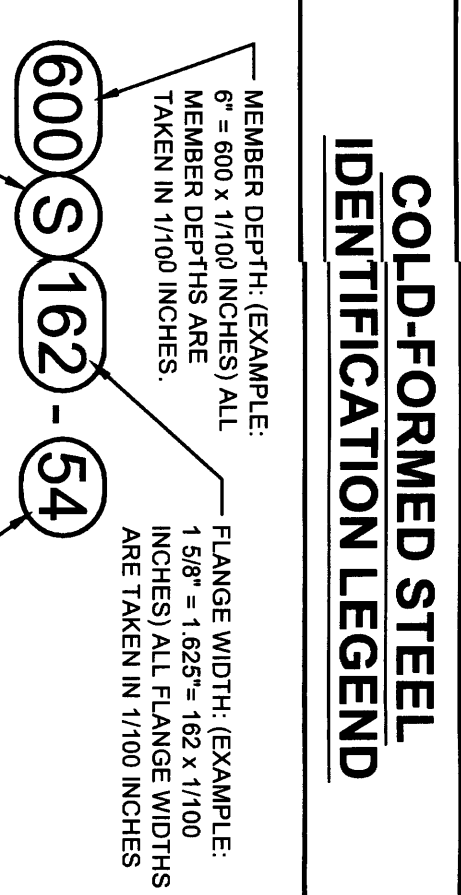 COLD-FORMED STEEL
IDENTIFICATION LEGEND
MEMBER DEPTH: (EXAMPLE:
6" = 600 x 1/100 INCHES) ALL
MEMBER DEPTHS ARE
TAKEN IN 1/100 INCHES.
FLANGE WIDTH: (EXAMPLE:
1 5/8" = 1.625"= 162 x 1/100
INCHES) ALL FLANGE WIDTHS
ARE TAKEN IN 1/100 INCHES
600 S 162 - 54